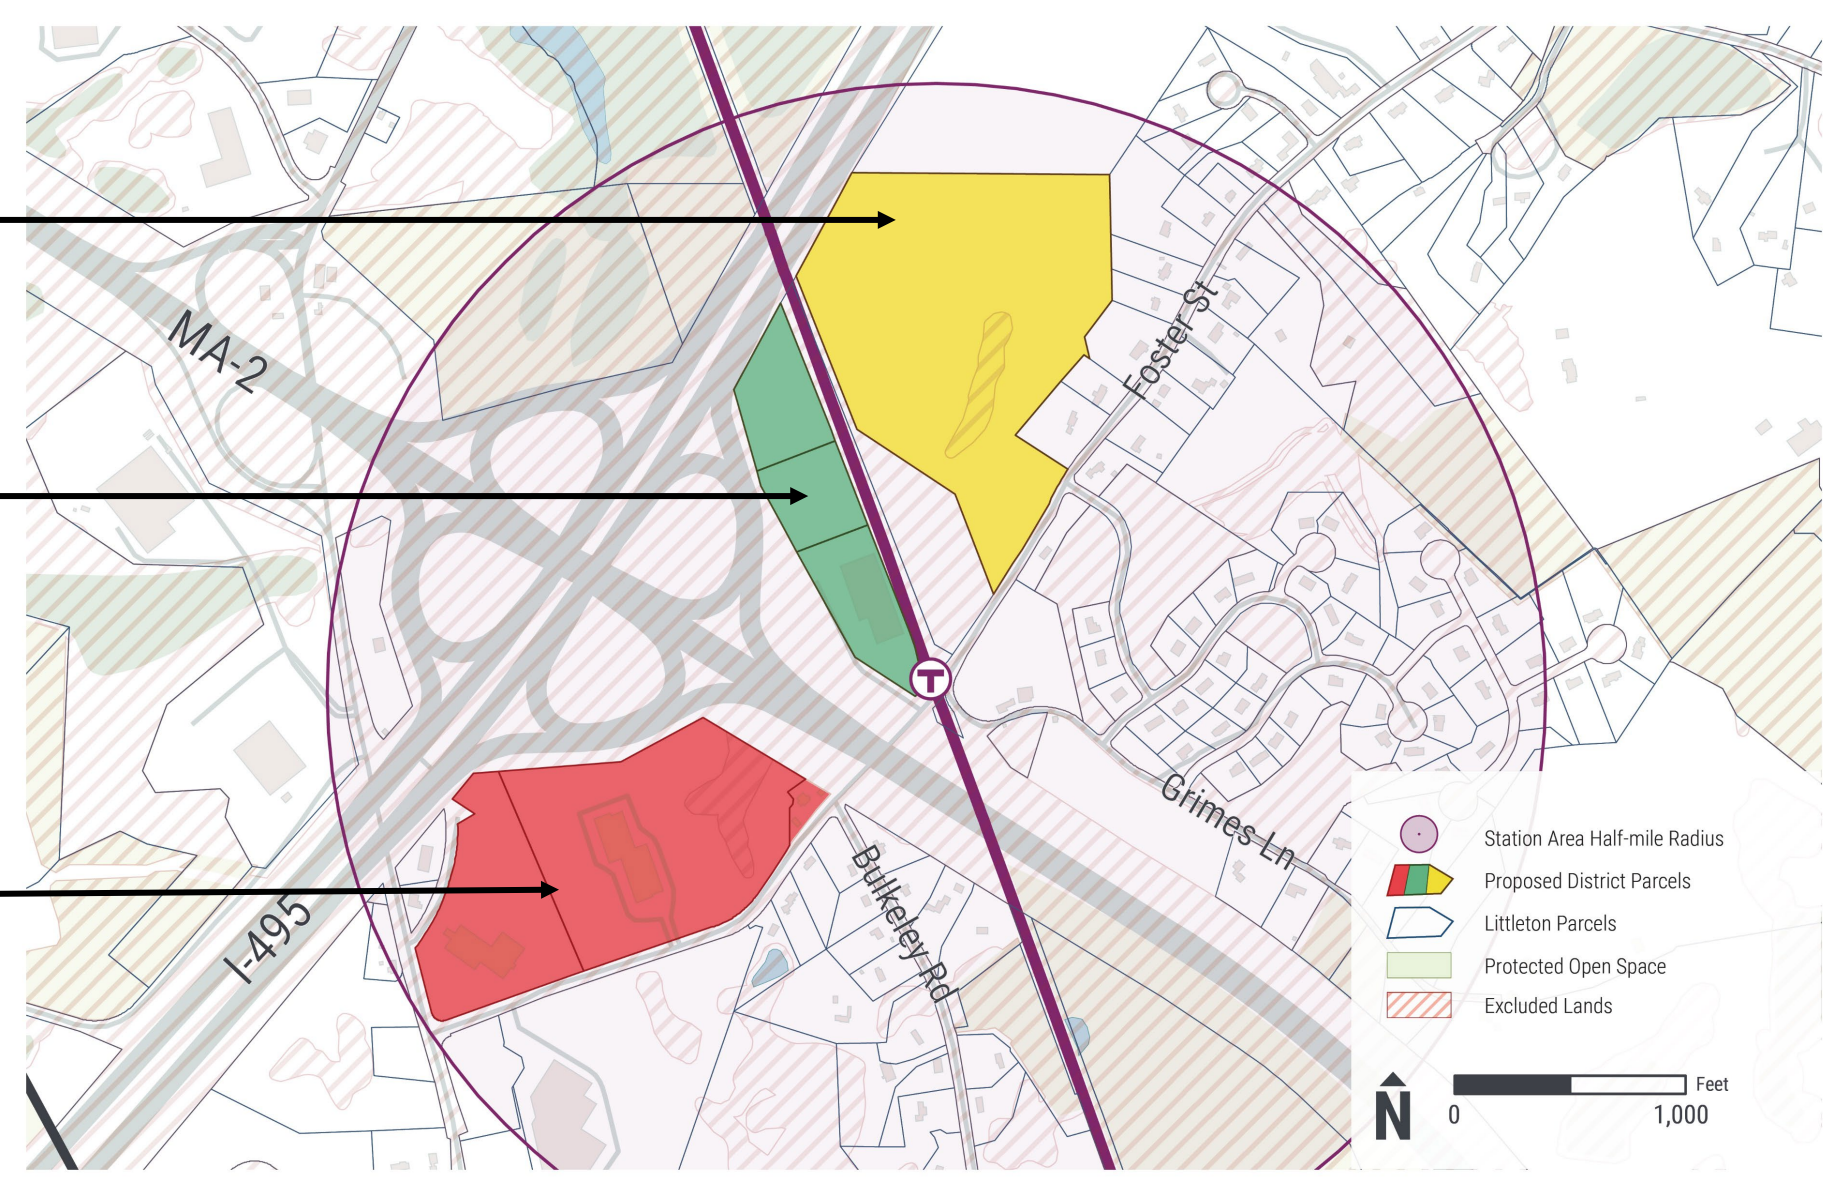 MA-2
Foster St
T
Grimes Ln
Bulkeley Rd
I-495
Station Area Half-mile Radius
Proposed District Parcels
Littleton Parcels
Protected Open Space
Excluded Lands
N
Feet
0 1,000